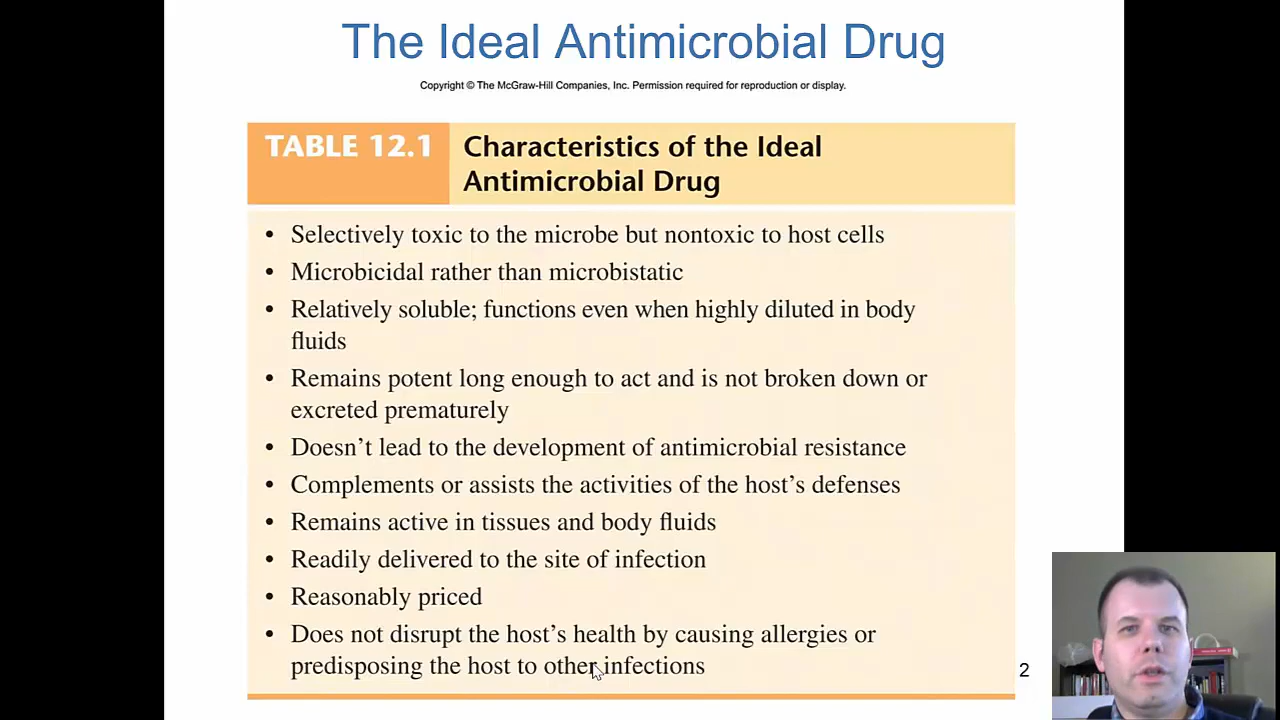 The Ideal Antimicrobial Drug
Copyright © The McGraw-Hill Companies, Inc. Permission required for reproduction or display.
TABLE 12.1
Characteristics of the Ideal
Antimicrobial Drug
• Selectively toxic to the microbe but nontoxic to host cells
• Microbicidal rather than microbistatic
• Relatively soluble; functions even when highly diluted in body
fluids
• Remains potent long enough to act and is not broken down or
excreted prematurely
• Doesn’t lead to the development of antimicrobial resistance
• Complements or assists the activities of the host’s defenses
• Remains active in tissues and body fluids
• Readily delivered to the site of infection
• Reasonably priced
• Does not disrupt the host’s health by causing allergies or
predisposing the host to other infections
2